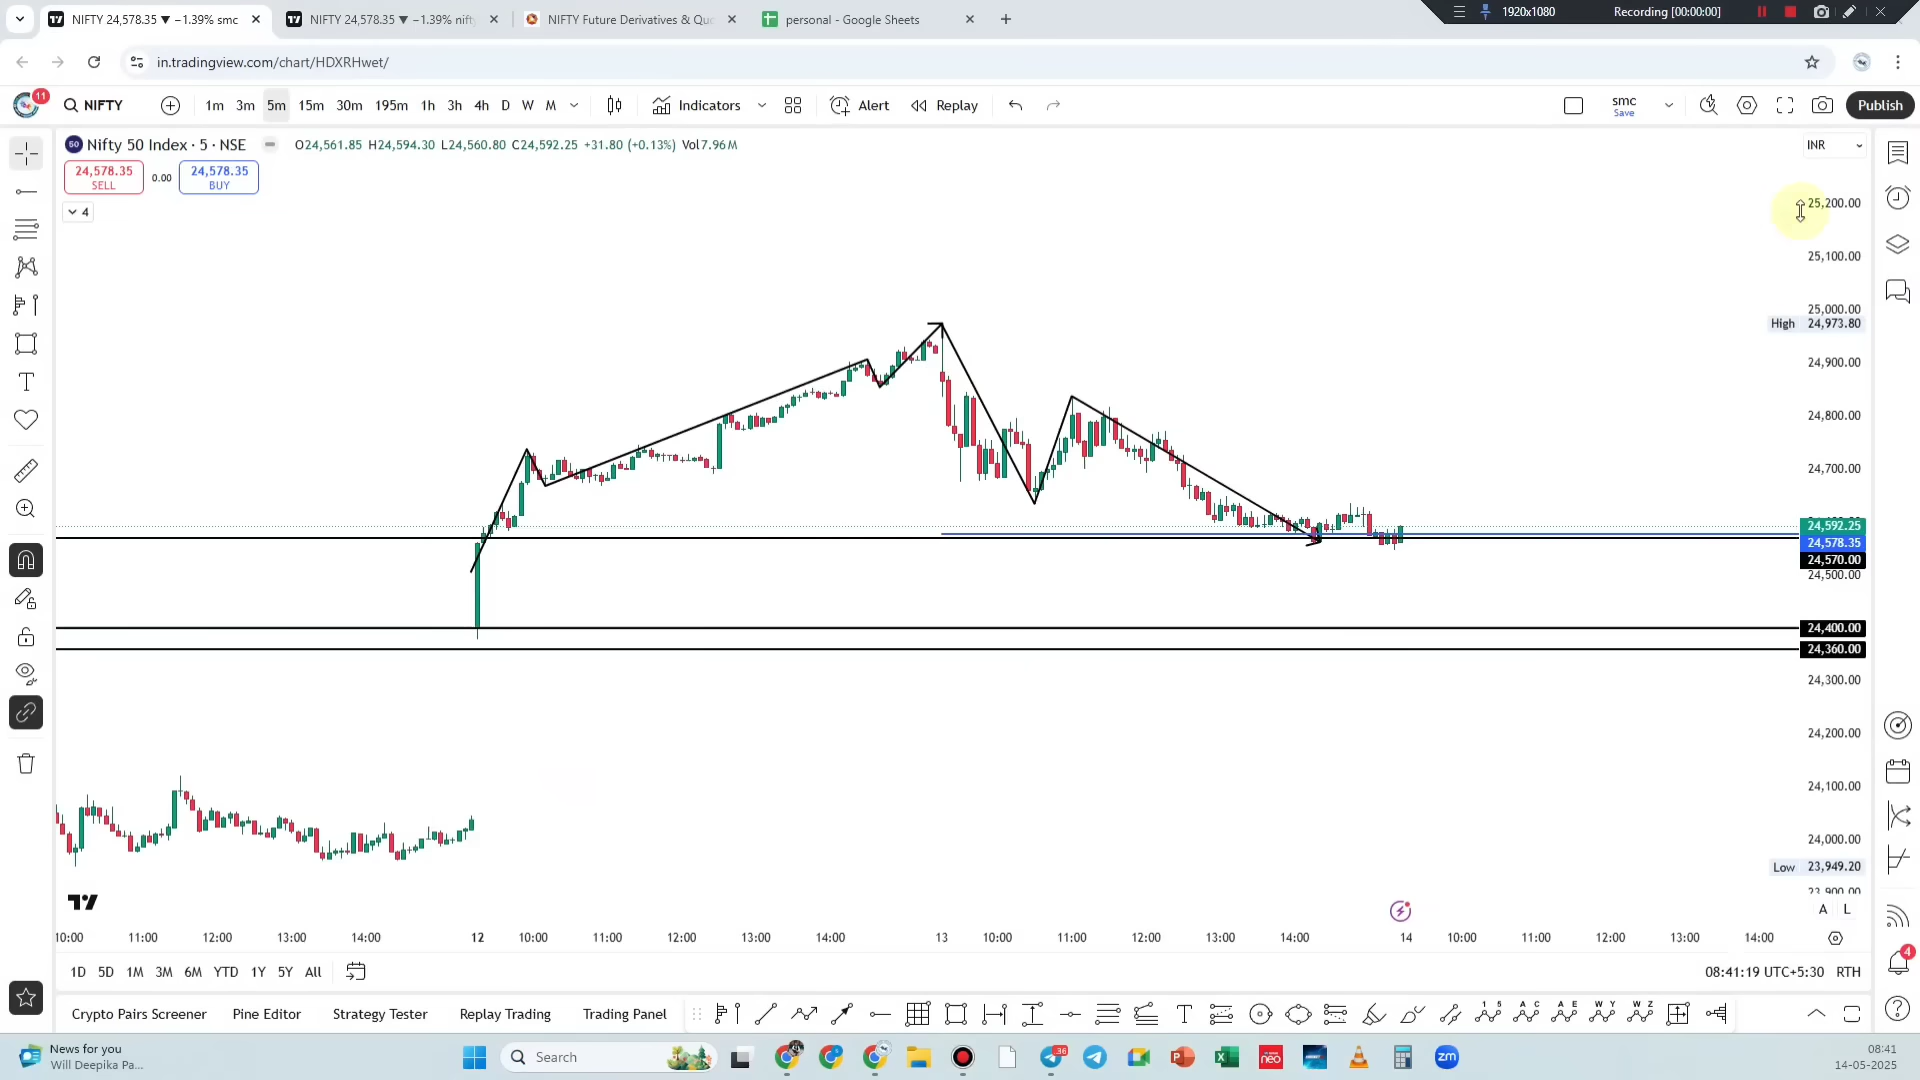 NIFTY 24,578.35 ▼ −1.39% smc
NIFTY 24,578.35 ▼ −1.39% nifty
NIFTY Future Derivatives & Quo
personal - Google Sheets
1920x1080
Recording [00:00:00]
in.tradingview.com/chart/HDXRHwet/
11
NIFTY
1m 3m 5m 15m 30m 195m 1h 3h 4h D W M
Indicators
Alert
Replay
smc
Save
Publish
50 Nifty 50 Index · 5 · NSE
O24,561.85 H24,594.30 L24,560.80 C24,592.25 +31.80 (+0.13%) Vol7.96M
INR
24,578.35
SELL
0.00
24,578.35
BUY
4
25,200.00
25,100.00
25,000.00
High 24,973.80
24,900.00
24,800.00
24,700.00
24,592.25
24,578.35
24,570.00
24,500.00
24,400.00
24,360.00
24,300.00
24,200.00
24,100.00
24,000.00
Low 23,949.20
23,900.00
A L
10:00 11:00 12:00 13:00 14:00 12 10:00 11:00 12:00 13:00 14:00 13 10:00 11:00 12:00 13:00 14:00 14 10:00 11:00 12:00 13:00 14:00
1D 5D 1M 3M 6M YTD 1Y 5Y All
08:41:19 UTC+5:30 RTH
4
Crypto Pairs Screener Pine Editor Strategy Tester Replay Trading Trading Panel
News for you
Will Deepika Pa...
Search
36
neo
zm
08:41
14-05-2025